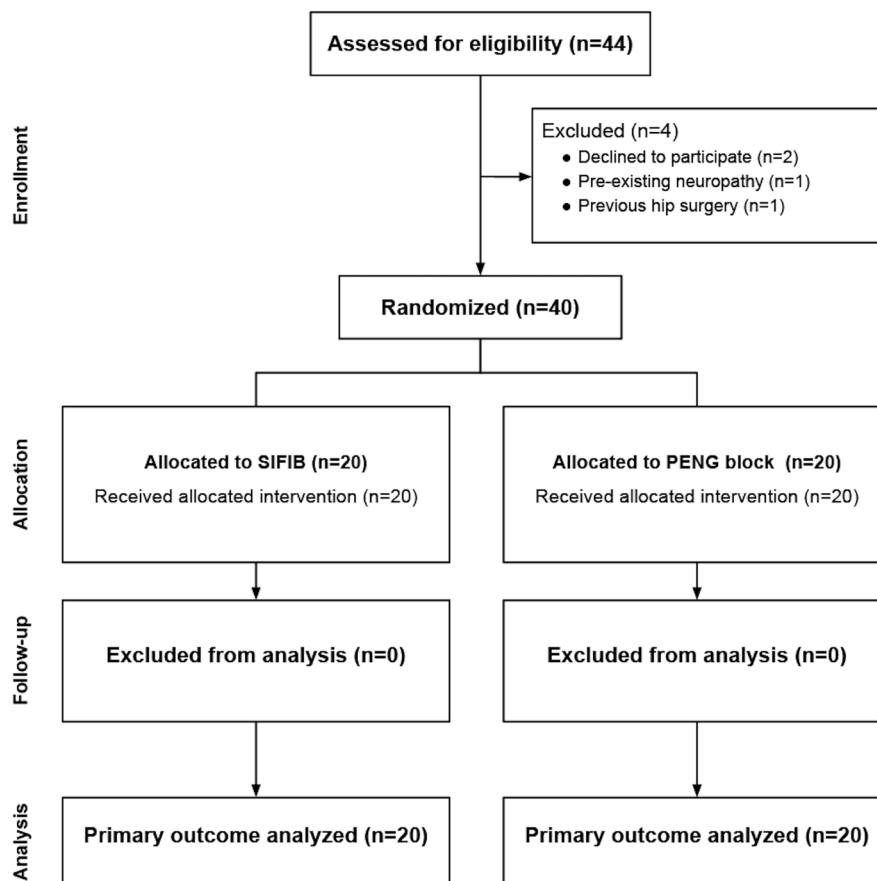 Assessed for eligibility (n=44)
Enrollment
Excluded (n=4)
● Declined to participate (n=2)
● Pre-existing neuropathy (n=1)
● Previous hip surgery (n=1)
Randomized (n=40)
Allocation
Allocated to SIFIB (n=20)
Received allocated intervention (n=20)
Allocated to PENG block (n=20)
Received allocated intervention (n=20)
Follow-up
Excluded from analysis (n=0)
Excluded from analysis (n=0)
Analysis
Primary outcome analyzed (n=20)
Primary outcome analyzed (n=20)